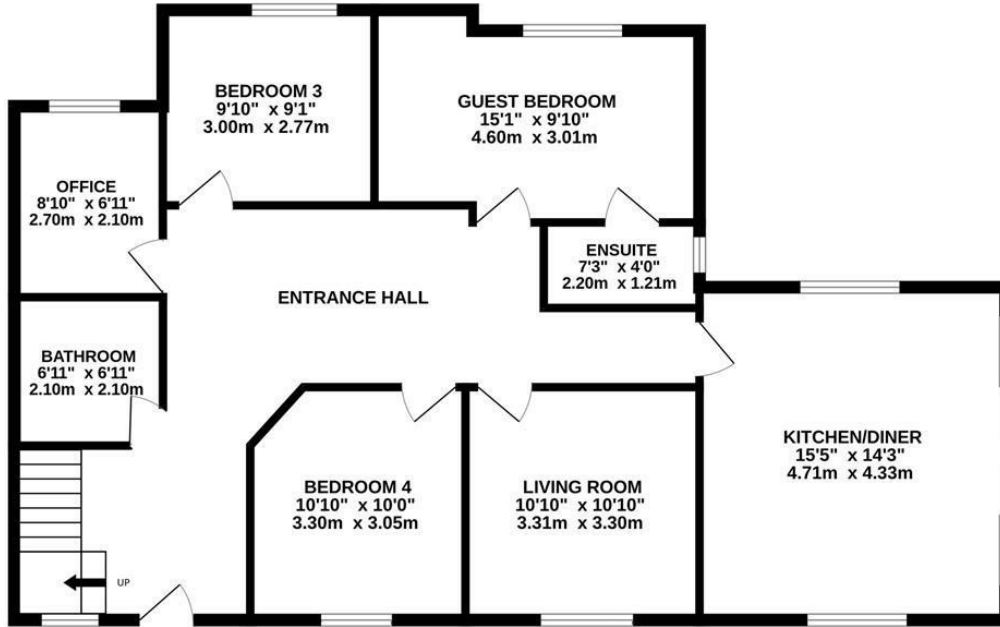 BEDROOM 3
9'10" x 9'1"
3.00m x 2.77m
GUEST BEDROOM
15'1" x 9'10"
4.60m x 3.01m
OFFICE
8'10" x 6'11"
2.70m x 2.10m
ENSUITE
7'3" x 4'0"
2.20m x 1.21m
ENTRANCE HALL
BATHROOM
6'11" x 6'11"
2.10m x 2.10m
KITCHEN/DINER
15'5" x 14'3"
4.71m x 4.33m
BEDROOM 4
10'10" x 10'0"
3.30m x 3.05m
LIVING ROOM
10'10" x 10'10"
3.31m x 3.30m
UP